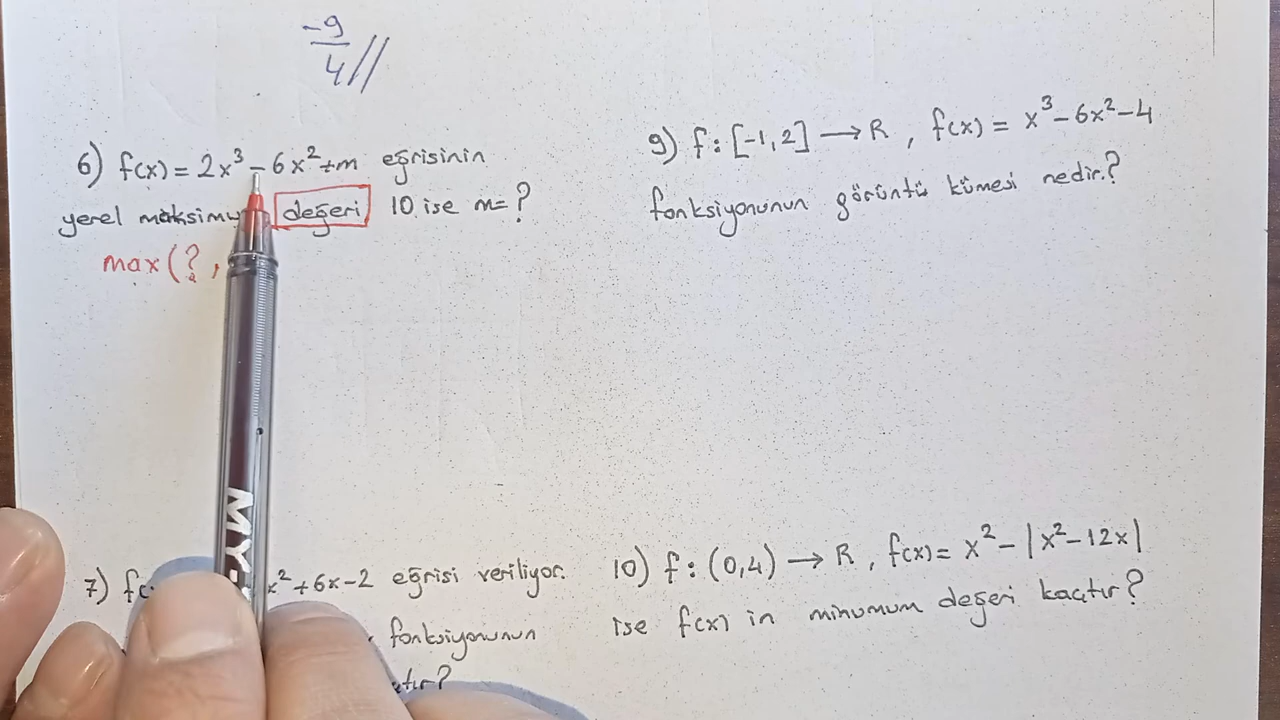 -9
4//
6) f(x) = 2x³ - 6x² + m eğrisinin
yerel maksimu değeri 10 ise m = ?
max (? ,
7) x² + 6x - 2 eğrisi veriliyor.
fonksiyonunun
9) f : [-1,2] → R , f(x) = x³ - 6x² - 4
fonksiyonunun görüntü kümesi nedir?
10) f : (0,4) → R , f(x) = x² - |x² - 12x|
ise f(x) in minumum değeri kaçtır?
MY